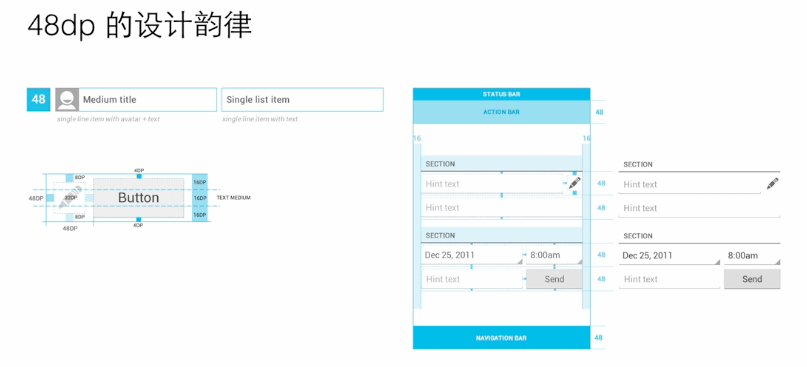 48dp 的设计韵律
48 Medium title Single list item
single line item with avatar + text single line item with text
4DP
8DP 16DP
48DP 32DP Button 16DP TEXT MEDIUM
8DP 16DP
4DP
48DP
STATUS BAR
ACTION BAR 48
16 16
SECTION
Hint text 48
Hint text 48
SECTION
Dec 25, 2011 8:00am 48
Hint text Send 48
NAVIGATION BAR 48
SECTION
Hint text
Hint text
SECTION
Dec 25, 2011 8:00am
Hint text Send